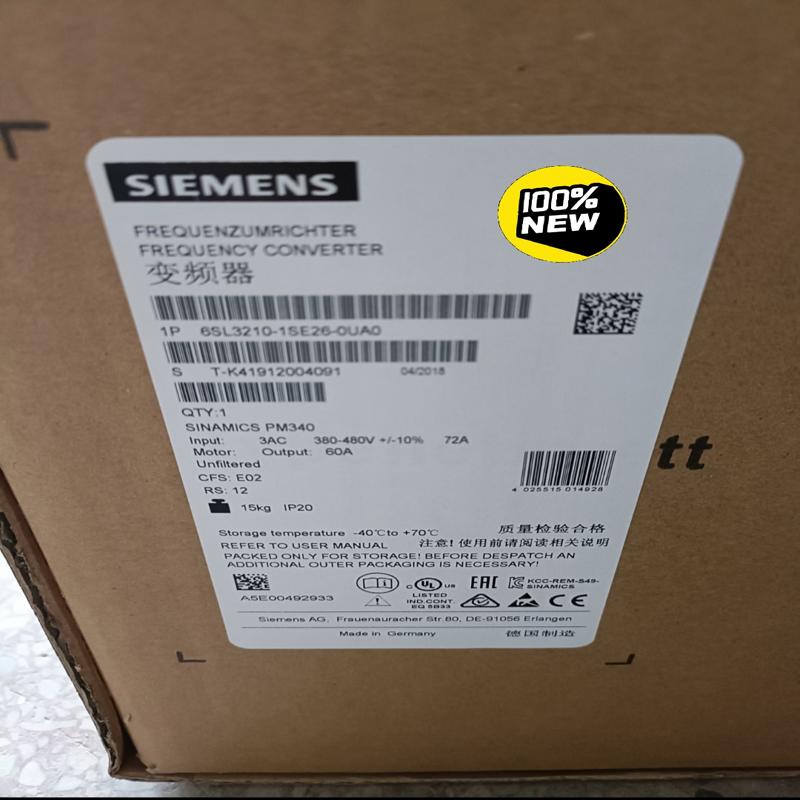 SIEMENS
100%
NEW
FREQUENZUMRICHTER
FREQUENCY CONVERTER
变频器
1P 6SL3210-1SE26-0UA0
S T-K41912004091 04/2018
QTY:1
SINAMICS PM340
Input: 3AC 380-480V +/-10% 72A
Motor: Output: 60A
Unfiltered
CFS: E02
RS: 12
15kg IP20
4 025515 014928
tt
Storage temperature -40℃ to +70℃ 质量检验合格
REFER TO USER MANUAL 注意! 使用前请阅读相关说明
PACKED ONLY FOR STORAGE! BEFORE DESPATCH AN
ADDITIONAL OUTER PACKAGING IS NECESSARY!
A5E00492933
C UL US
LISTED
IND.CONT.
EQ 5B33
EAC
KCC-REM-S49-
SINAMICS
CE
Siemens AG, Frauenauracher Str.80, DE-91056 Erlangen
Made in Germany 德国制造